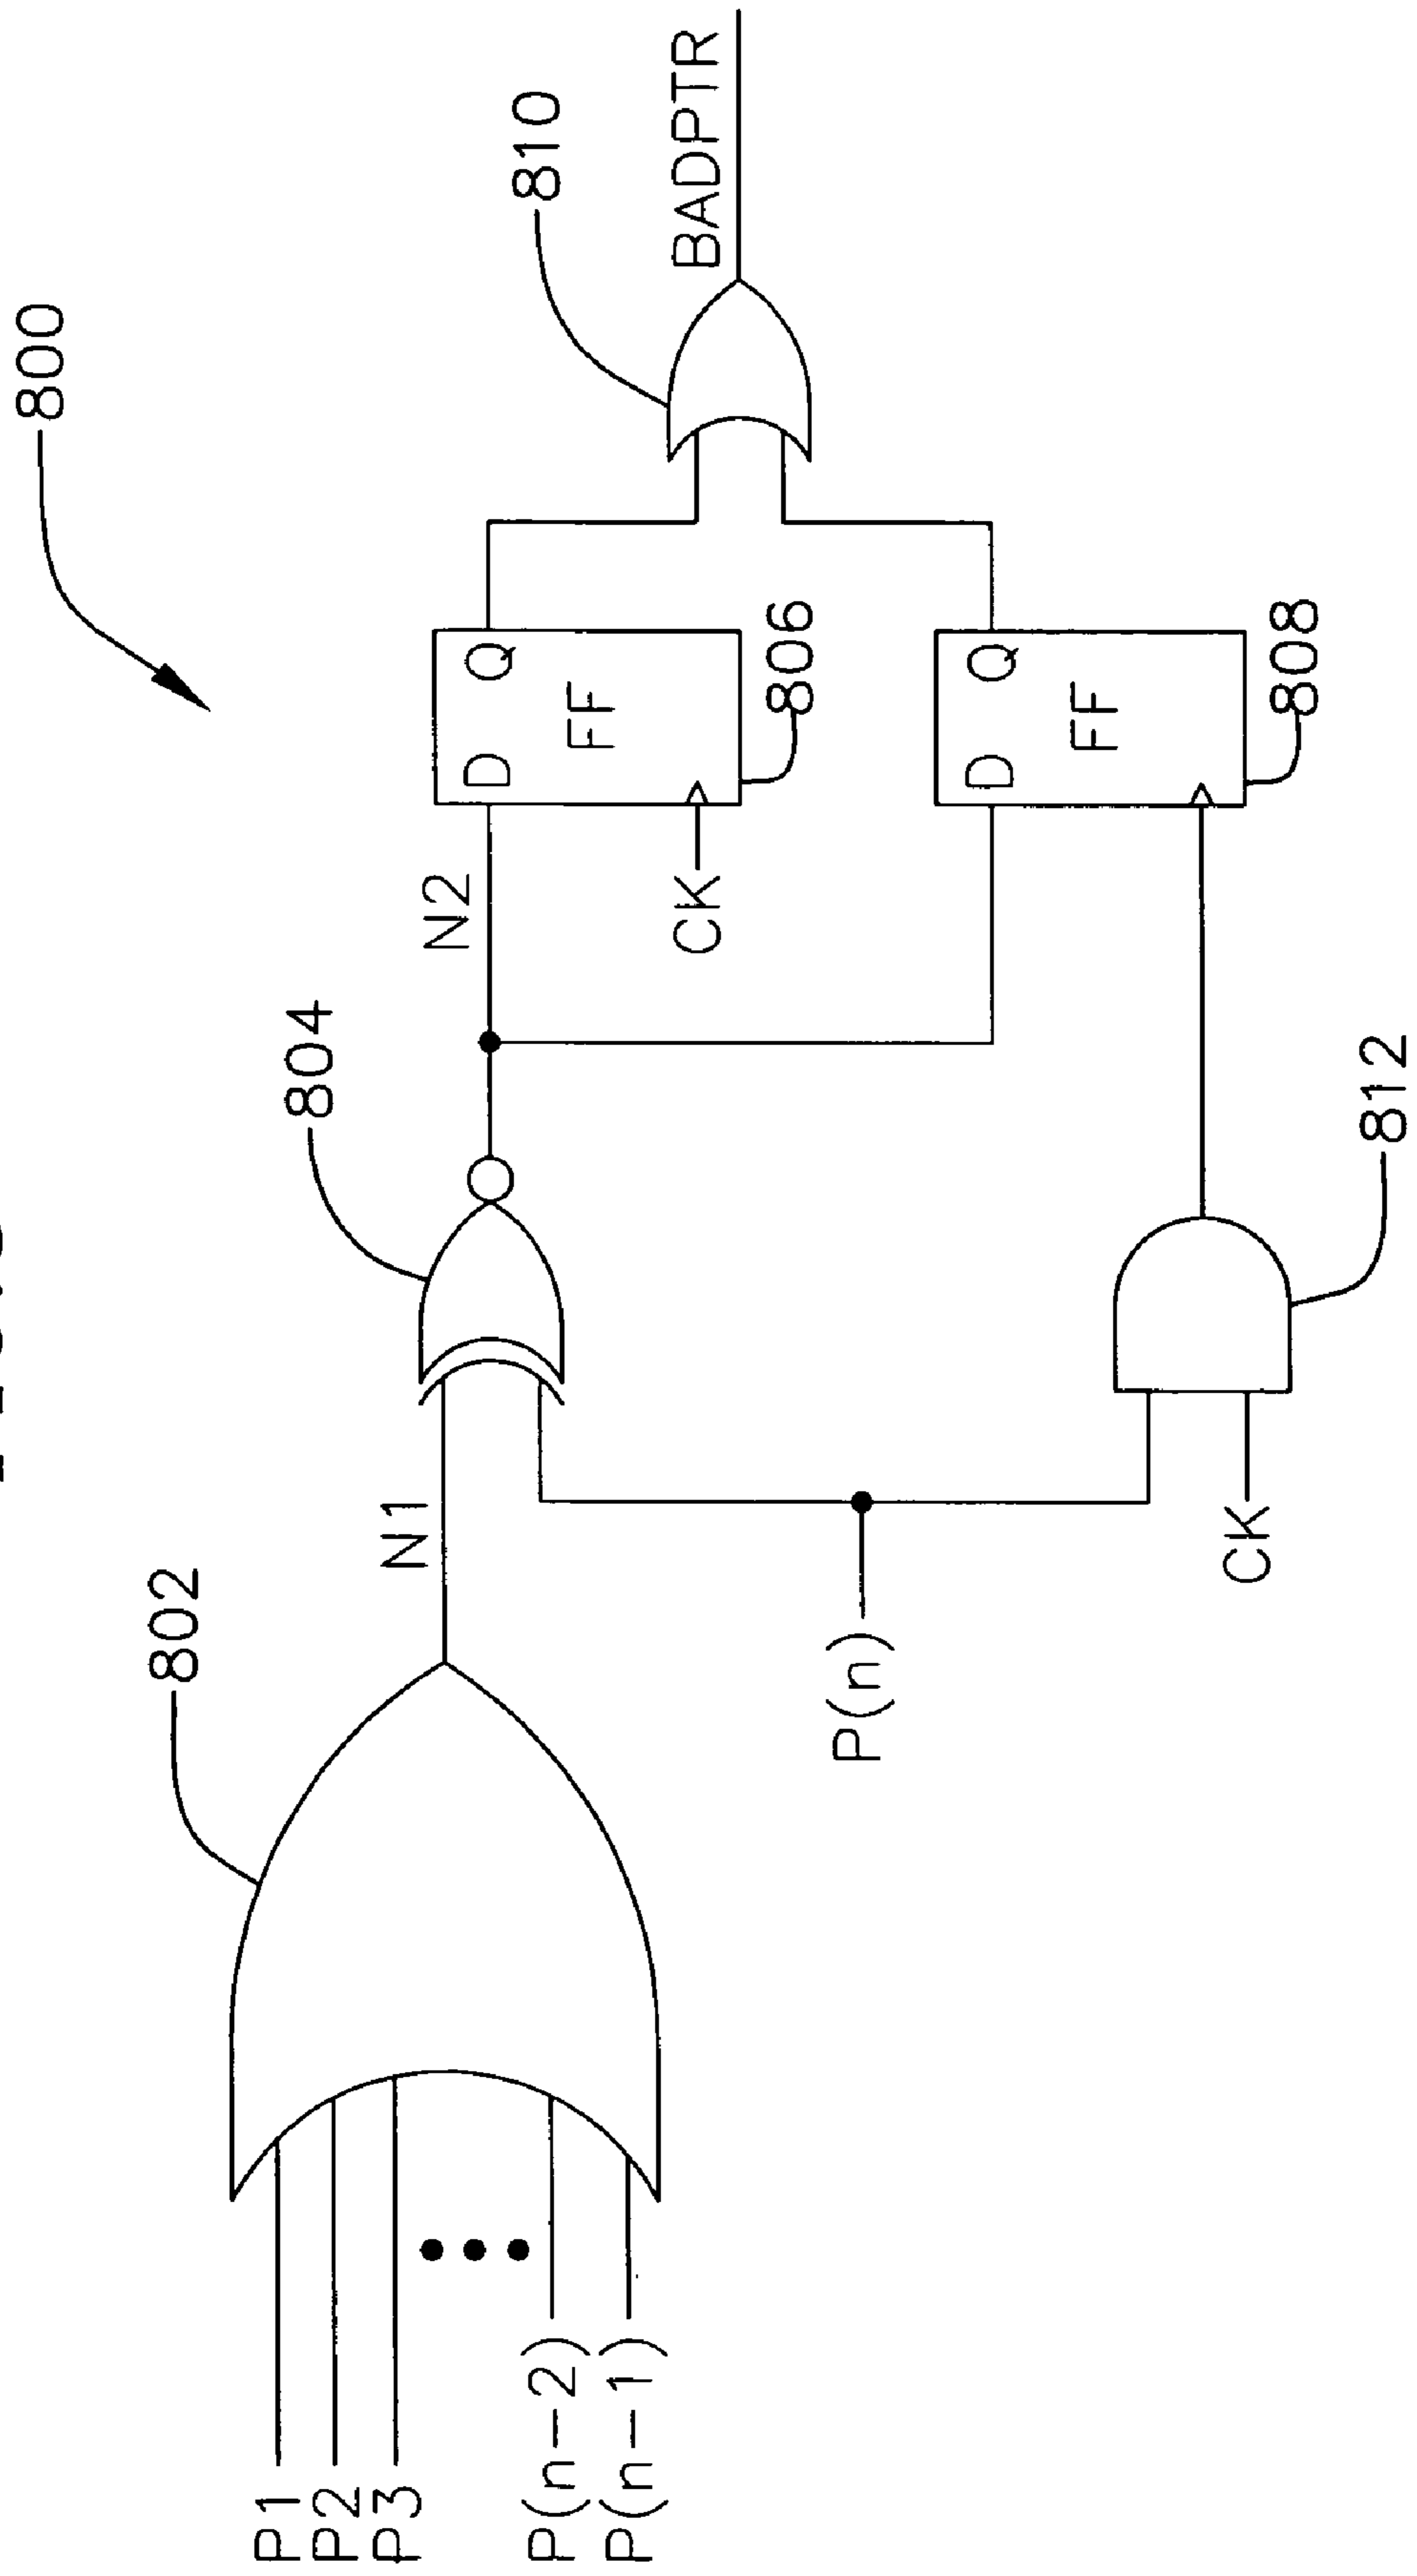 800
802
P1
P2
P3
P(n-2)
P(n-1)
N1
P(n)
804
N2
D Q
FF
CK
806
D Q
FF
808
CK
812
810
BADPTR